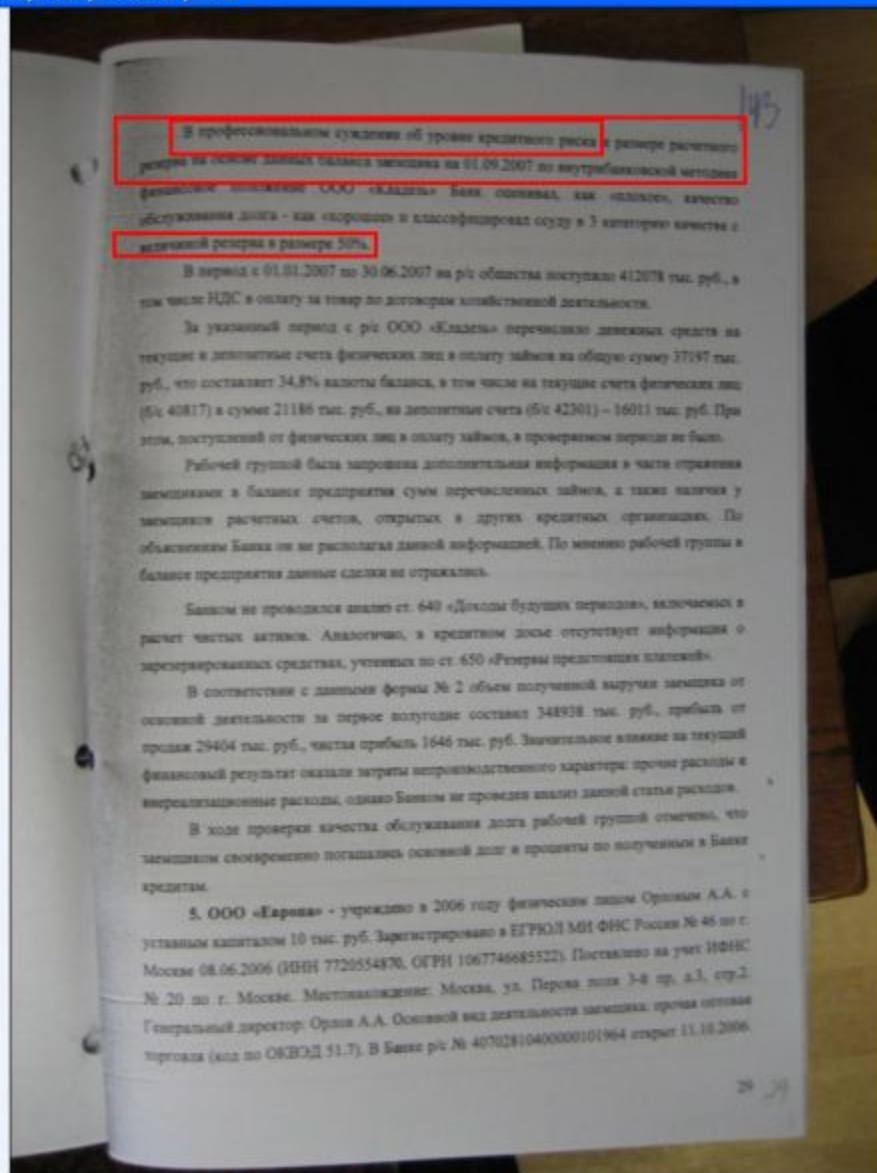 143
В профессиональном суждении об уровне кредитного риска и размере расчетного
резерва на основе данных баланса заемщика на 01.09.2007 по внутрибанковской методике
финансовое положение ООО «Кладезь» Банк оценивал, как «плохое», качество
обслуживания долга - как «хорошее» и классифицировал ссуду в 3 категорию качества с
величиной резерва в размере 50%.
В период с 01.01.2007 по 30.06.2007 на р/с общества поступило 412078 тыс. руб., в
том числе НДС в оплату за товар по договорам хозяйственной деятельности.
За указанный период с р/с ООО «Кладезь» перечислило денежных средств на
текущие и депозитные счета физических лиц в оплату займов на общую сумму 37197 тыс.
руб., что составляет 34,8% валюты баланса, в том числе на текущие счета физических лиц
(б/с 40817) в сумме 21186 тыс. руб., на депозитные счета (б/с 42301) – 16011 тыс. руб. При
этом, поступлений от физических лиц в оплату займов, в проверяемом периоде не было.
Рабочей группой была запрошена дополнительная информация в части отражения
заемщиками в балансе предприятия сумм перечисленных займов, а также наличия у
заемщиков расчетных счетов, открытых в других кредитных организациях. По
объяснениям Банка он не располагал данной информацией. По мнению рабочей группы в
балансе предприятия данные сделки не отражались.
Банком не проводился анализ ст. 640 «Доходы будущих периодов», включаемых в
расчет чистых активов. Аналогично, в кредитном досье отсутствует информация о
зарезервированных средствах, учтенных по ст. 650 «Резервы предстоящих платежей».
В соответствии с данными формы № 2 объем полученной выручки заемщика от
основной деятельности за первое полугодие составил 348938 тыс. руб., прибыль от
продаж 29404 тыс. руб., чистая прибыль 1646 тыс. руб. Значительное влияние на текущий
финансовый результат оказали затраты непроизводственного характера: прочие расходы и
внереализационные расходы, однако Банком не проведен анализ данной статьи расходов.
В ходе проверки качества обслуживания долга рабочей группой отмечено, что
заемщиком своевременно погашались основной долг и проценты по полученным в Банке
кредитам.
5. ООО «Европа» - учреждено в 2006 году физическим лицом Орловым А.А. с
уставным капиталом 10 тыс. руб. Зарегистрировано в ЕГРЮЛ МИ ФНС России № 46 по г.
Москве 08.06.2006 (ИНН 7720554870, ОГРН 1067746685522). Поставлено на учет ИФНС
№ 20 по г. Москве. Местонахождение: Москва, ул. Перова поля 3-й пр, д.3, стр.2.
Генеральный директор: Орлов А.А. Основной вид деятельности заемщика: прочая оптовая
торговля (код по ОКВЭД 51.7). В Банке р/с № 40702810400000101964 открыт 11.10.2006.
29 29